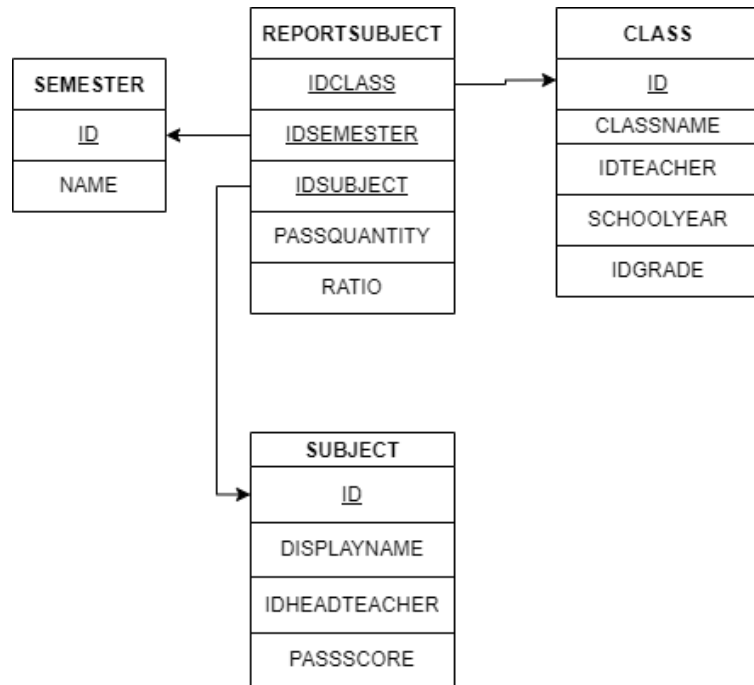 SEMESTER
ID
NAME
REPORTSUBJECT
IDCLASS
IDSEMESTER
IDSUBJECT
PASSQUANTITY
RATIO
CLASS
ID
CLASSNAME
IDTEACHER
SCHOOLYEAR
IDGRADE
SUBJECT
ID
DISPLAYNAME
IDHEADTEACHER
PASSSCORE